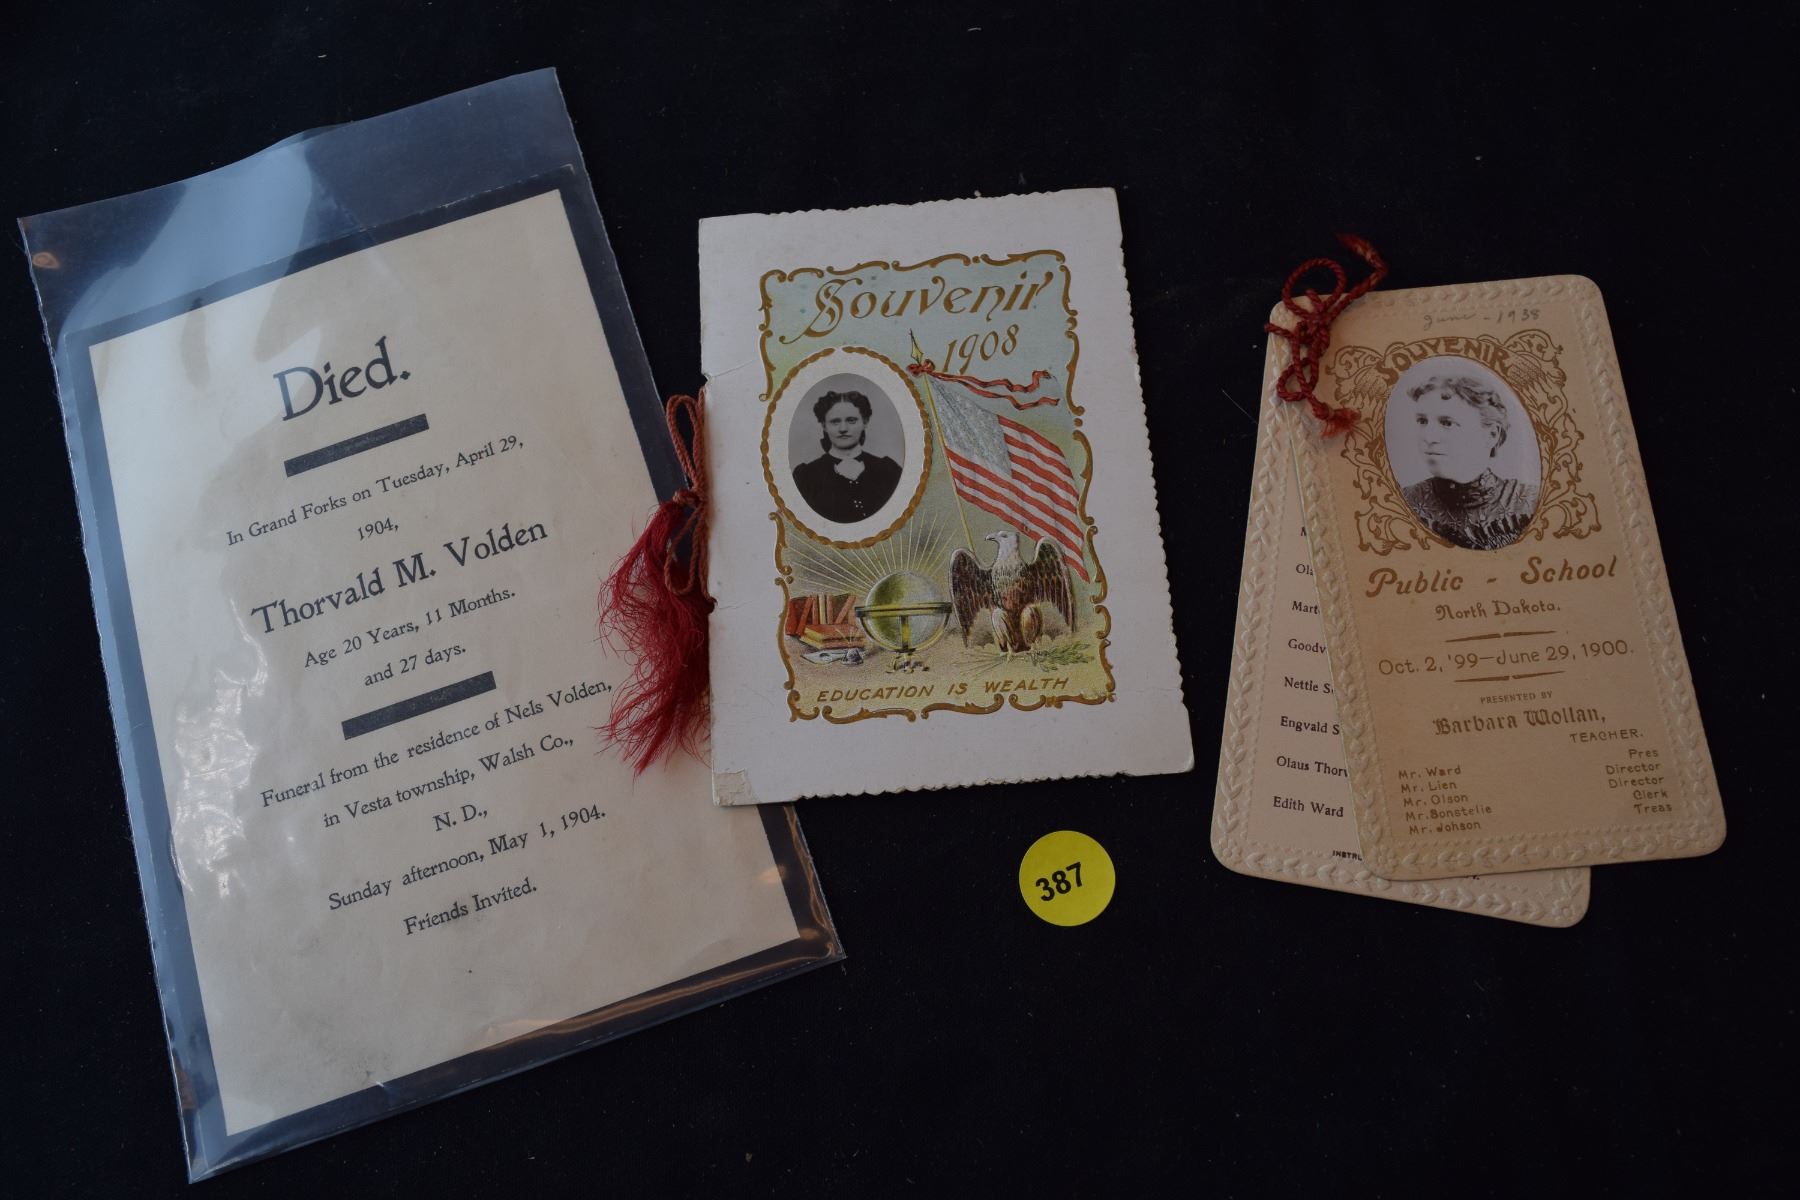 Died.
In Grand Forks on Tuesday, April 29,
1904,
Thorvald M. Volden
Age 20 Years, 11 Months.
and 27 days.
Funeral from the residence of Nels Volden,
in Vesta township, Walsh Co.,
N. D.,
Sunday afternoon, May 1, 1904.
Friends Invited.
Souvenir
1908
EDUCATION IS WEALTH
387
June - 1938
SOUVENIR
Public - School
North Dakota.
Oct. 2, '99—June 29, 1900.
PRESENTED BY
Barbara Wollan,
TEACHER.
Mr. Ward Pres
Mr. Lien Director
Mr. Olson Director
Mr. Bonstelie Clerk
Mr. Johson Treas
M
Ola
Mart
Goodv
Nettle S
Engvald S
Olaus Thor
Edith Ward
INSTRU